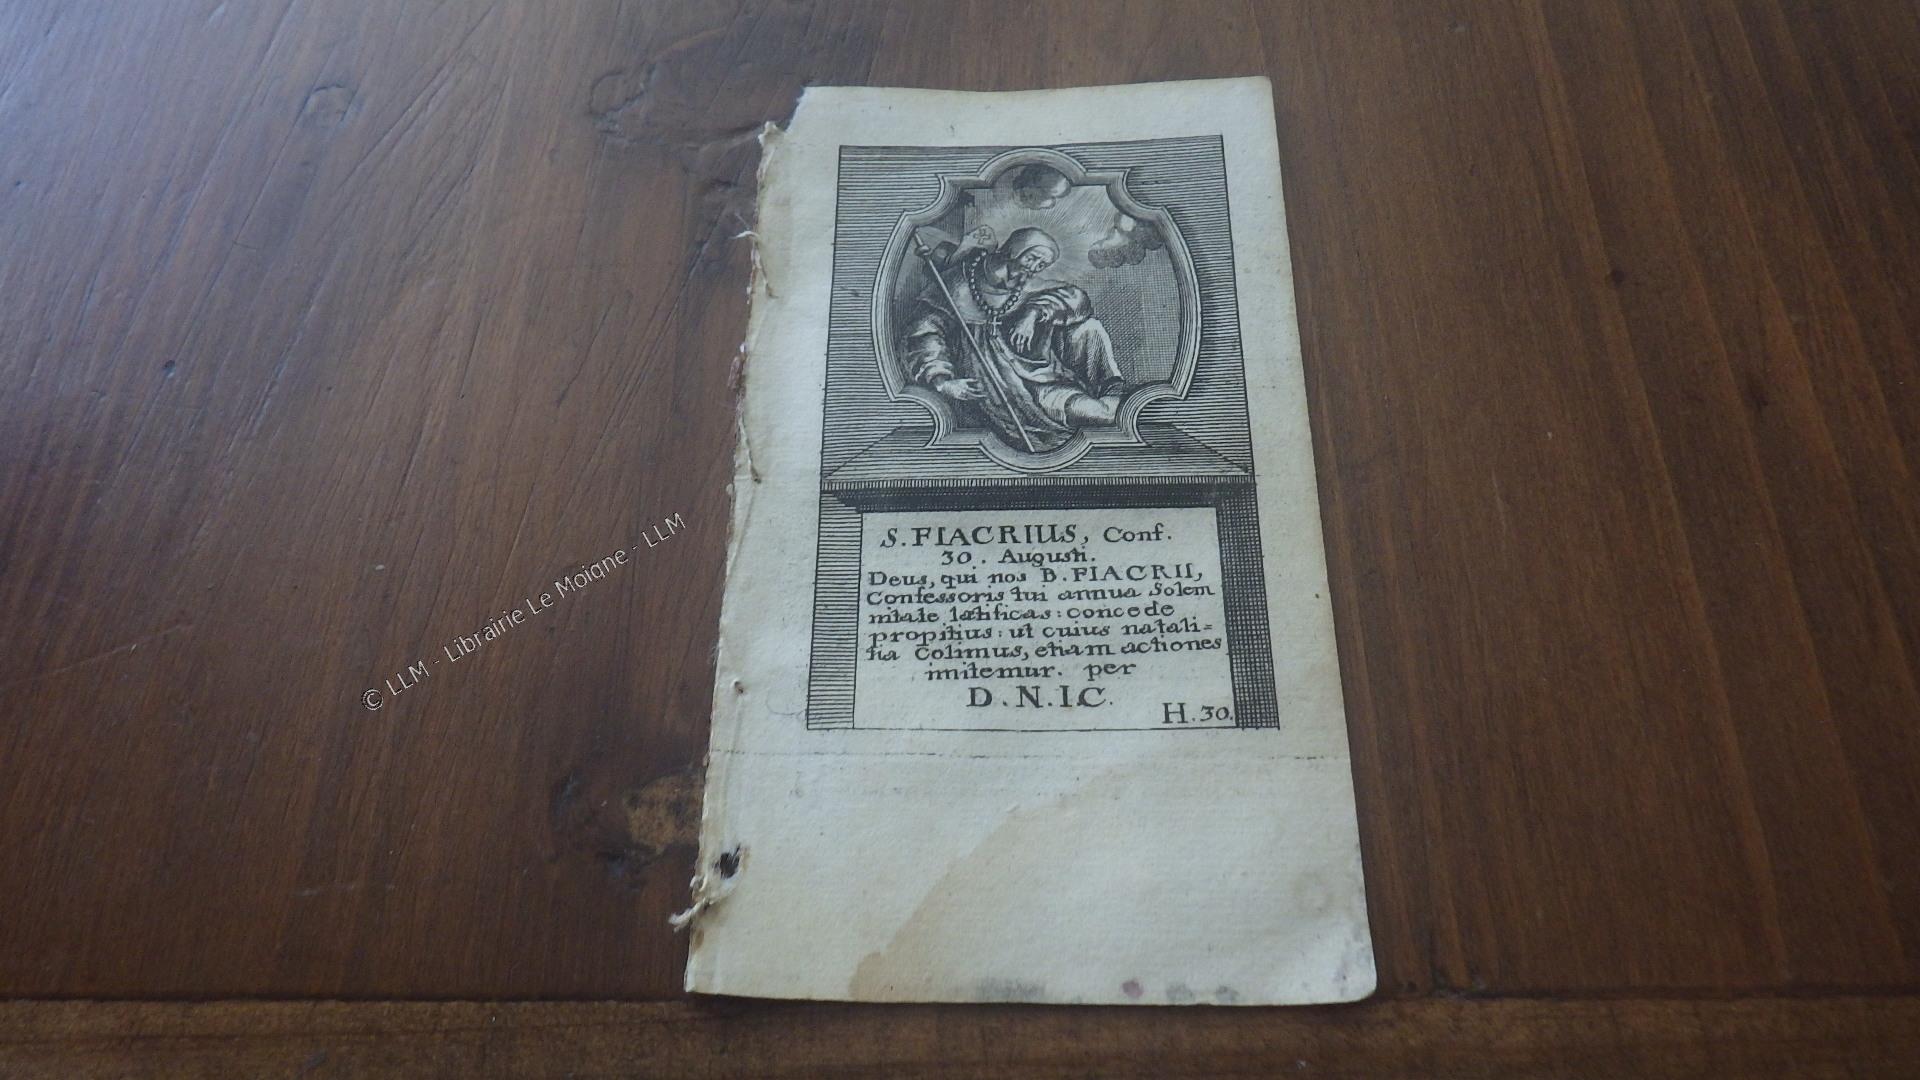 S. FIACRIUS, Conf.
30. Augusti.
Deus, qui nos B. FIACRII,
Confessoris tui annua Solem
nitate lætificas: concede
propitius: ut cuius natali=
tia Colimus, etiam actiones
imitemur. per
D. N. I. C.
H. 30.
© LLM - Librairie Le Moigne - LLM